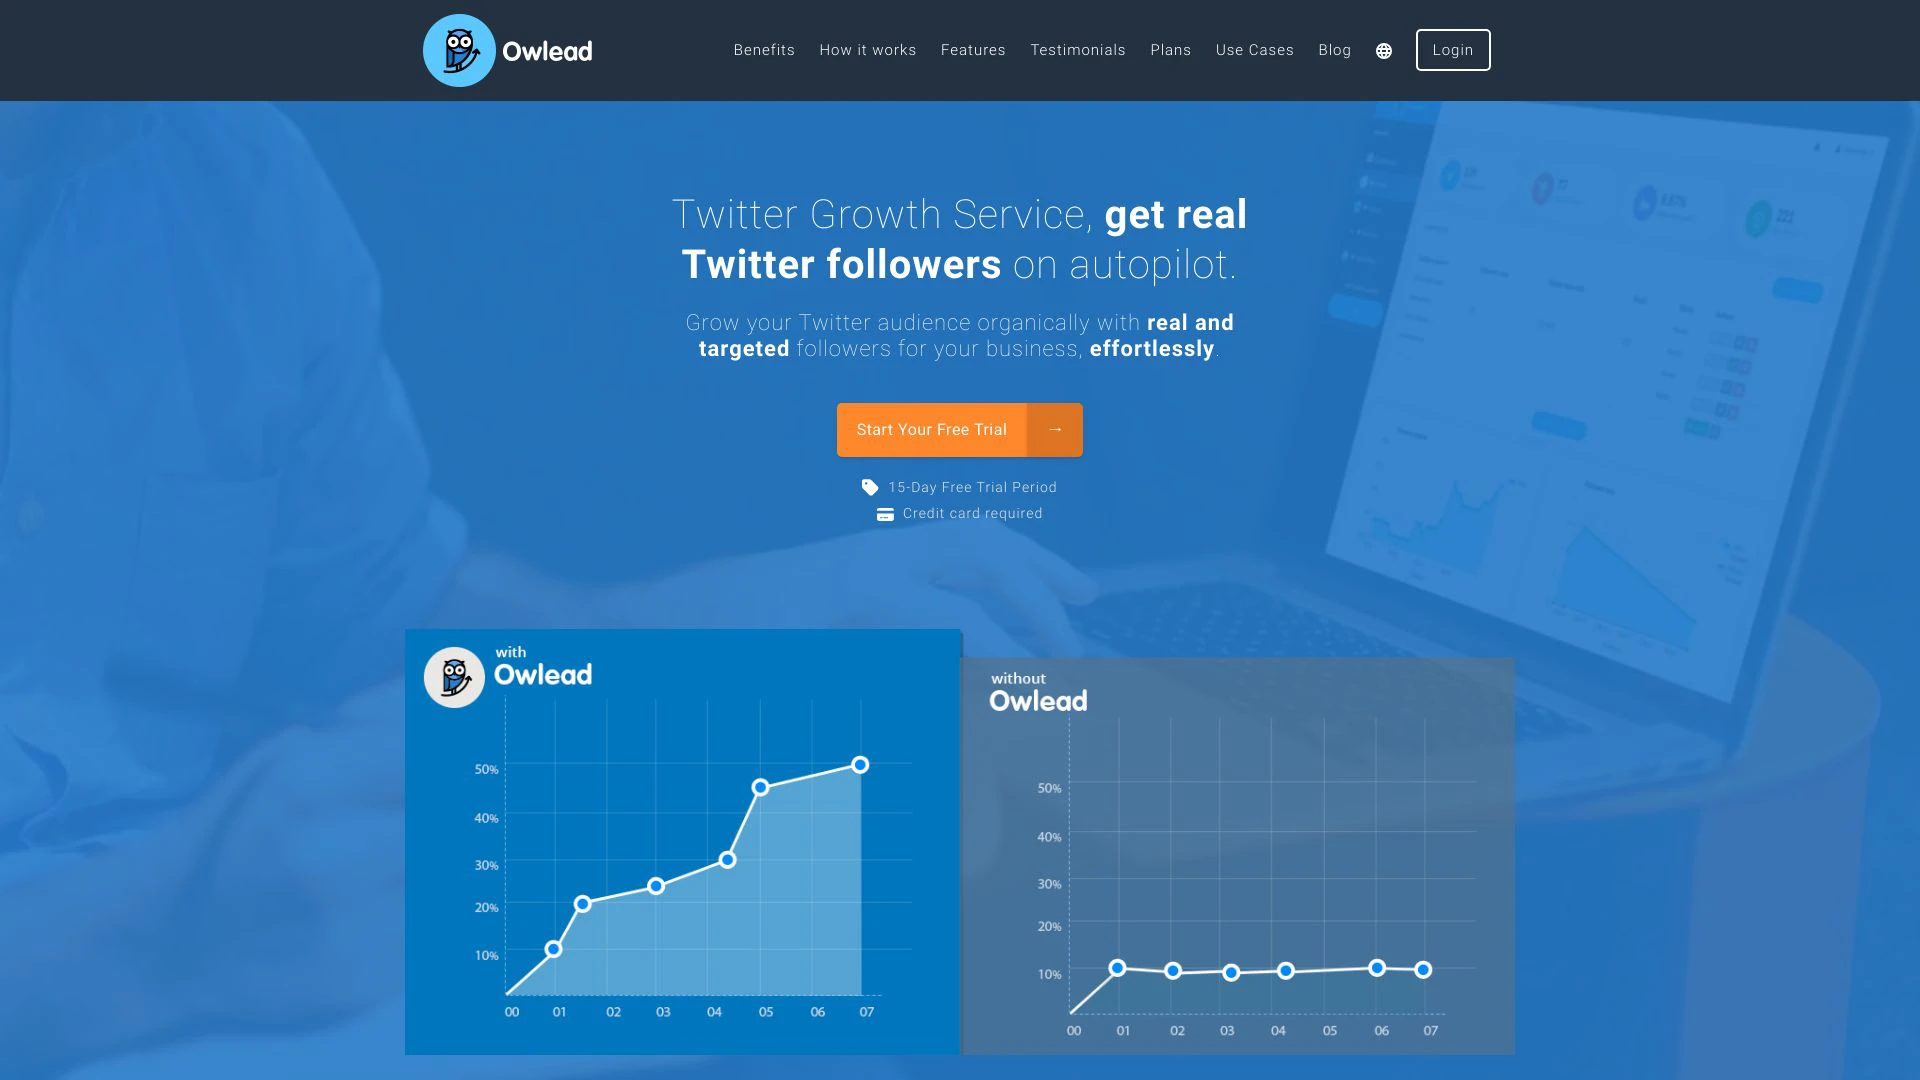 Owlead
Benefits
How it works
Features
Testimonials
Plans
Use Cases
Blog
Login
Twitter Growth Service, get real
Twitter followers on autopilot.
Grow your Twitter audience organically with real and
targeted followers for your business, effortlessly.
Start Your Free Trial →
15-Day Free Trial Period
Credit card required
with
Owlead
50%
40%
30%
20%
10%
00 01 02 03 04 05 06 07
without
Owlead
50%
40%
30%
20%
10%
00 01 02 03 04 05 06 07